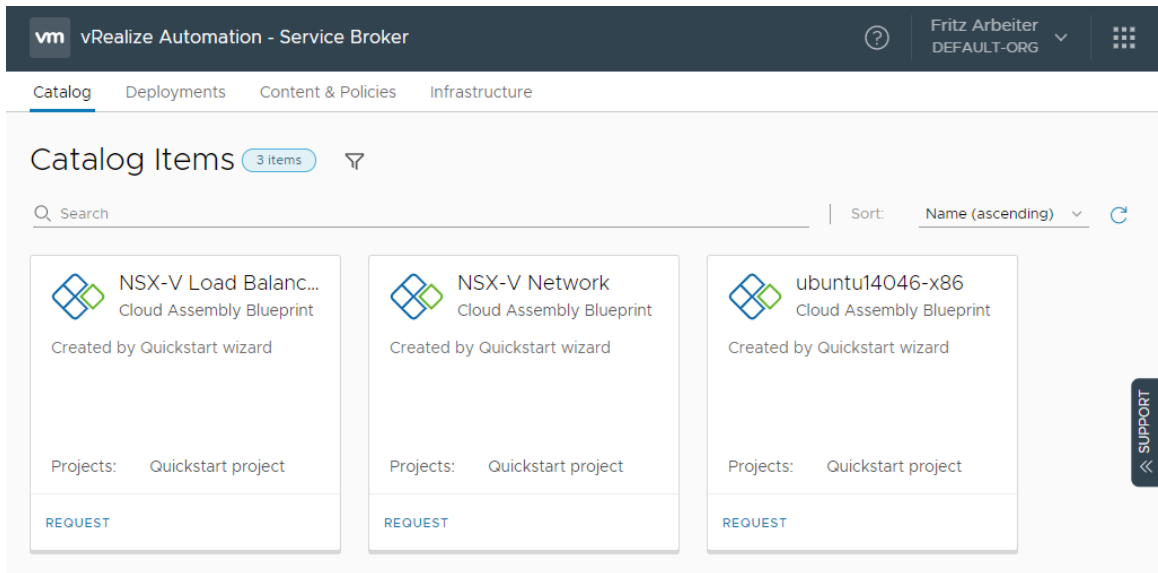 vm vRealize Automation - Service Broker
? Fritz Arbeiter
DEFAULT-ORG
Catalog Deployments Content & Policies Infrastructure
Catalog Items 3 items
Search Sort: Name (ascending)
NSX-V Load Balanc...
Cloud Assembly Blueprint
Created by Quickstart wizard
Projects: Quickstart project
REQUEST
NSX-V Network
Cloud Assembly Blueprint
Created by Quickstart wizard
Projects: Quickstart project
REQUEST
ubuntu14046-x86
Cloud Assembly Blueprint
Created by Quickstart wizard
Projects: Quickstart project
REQUEST
SUPPORT